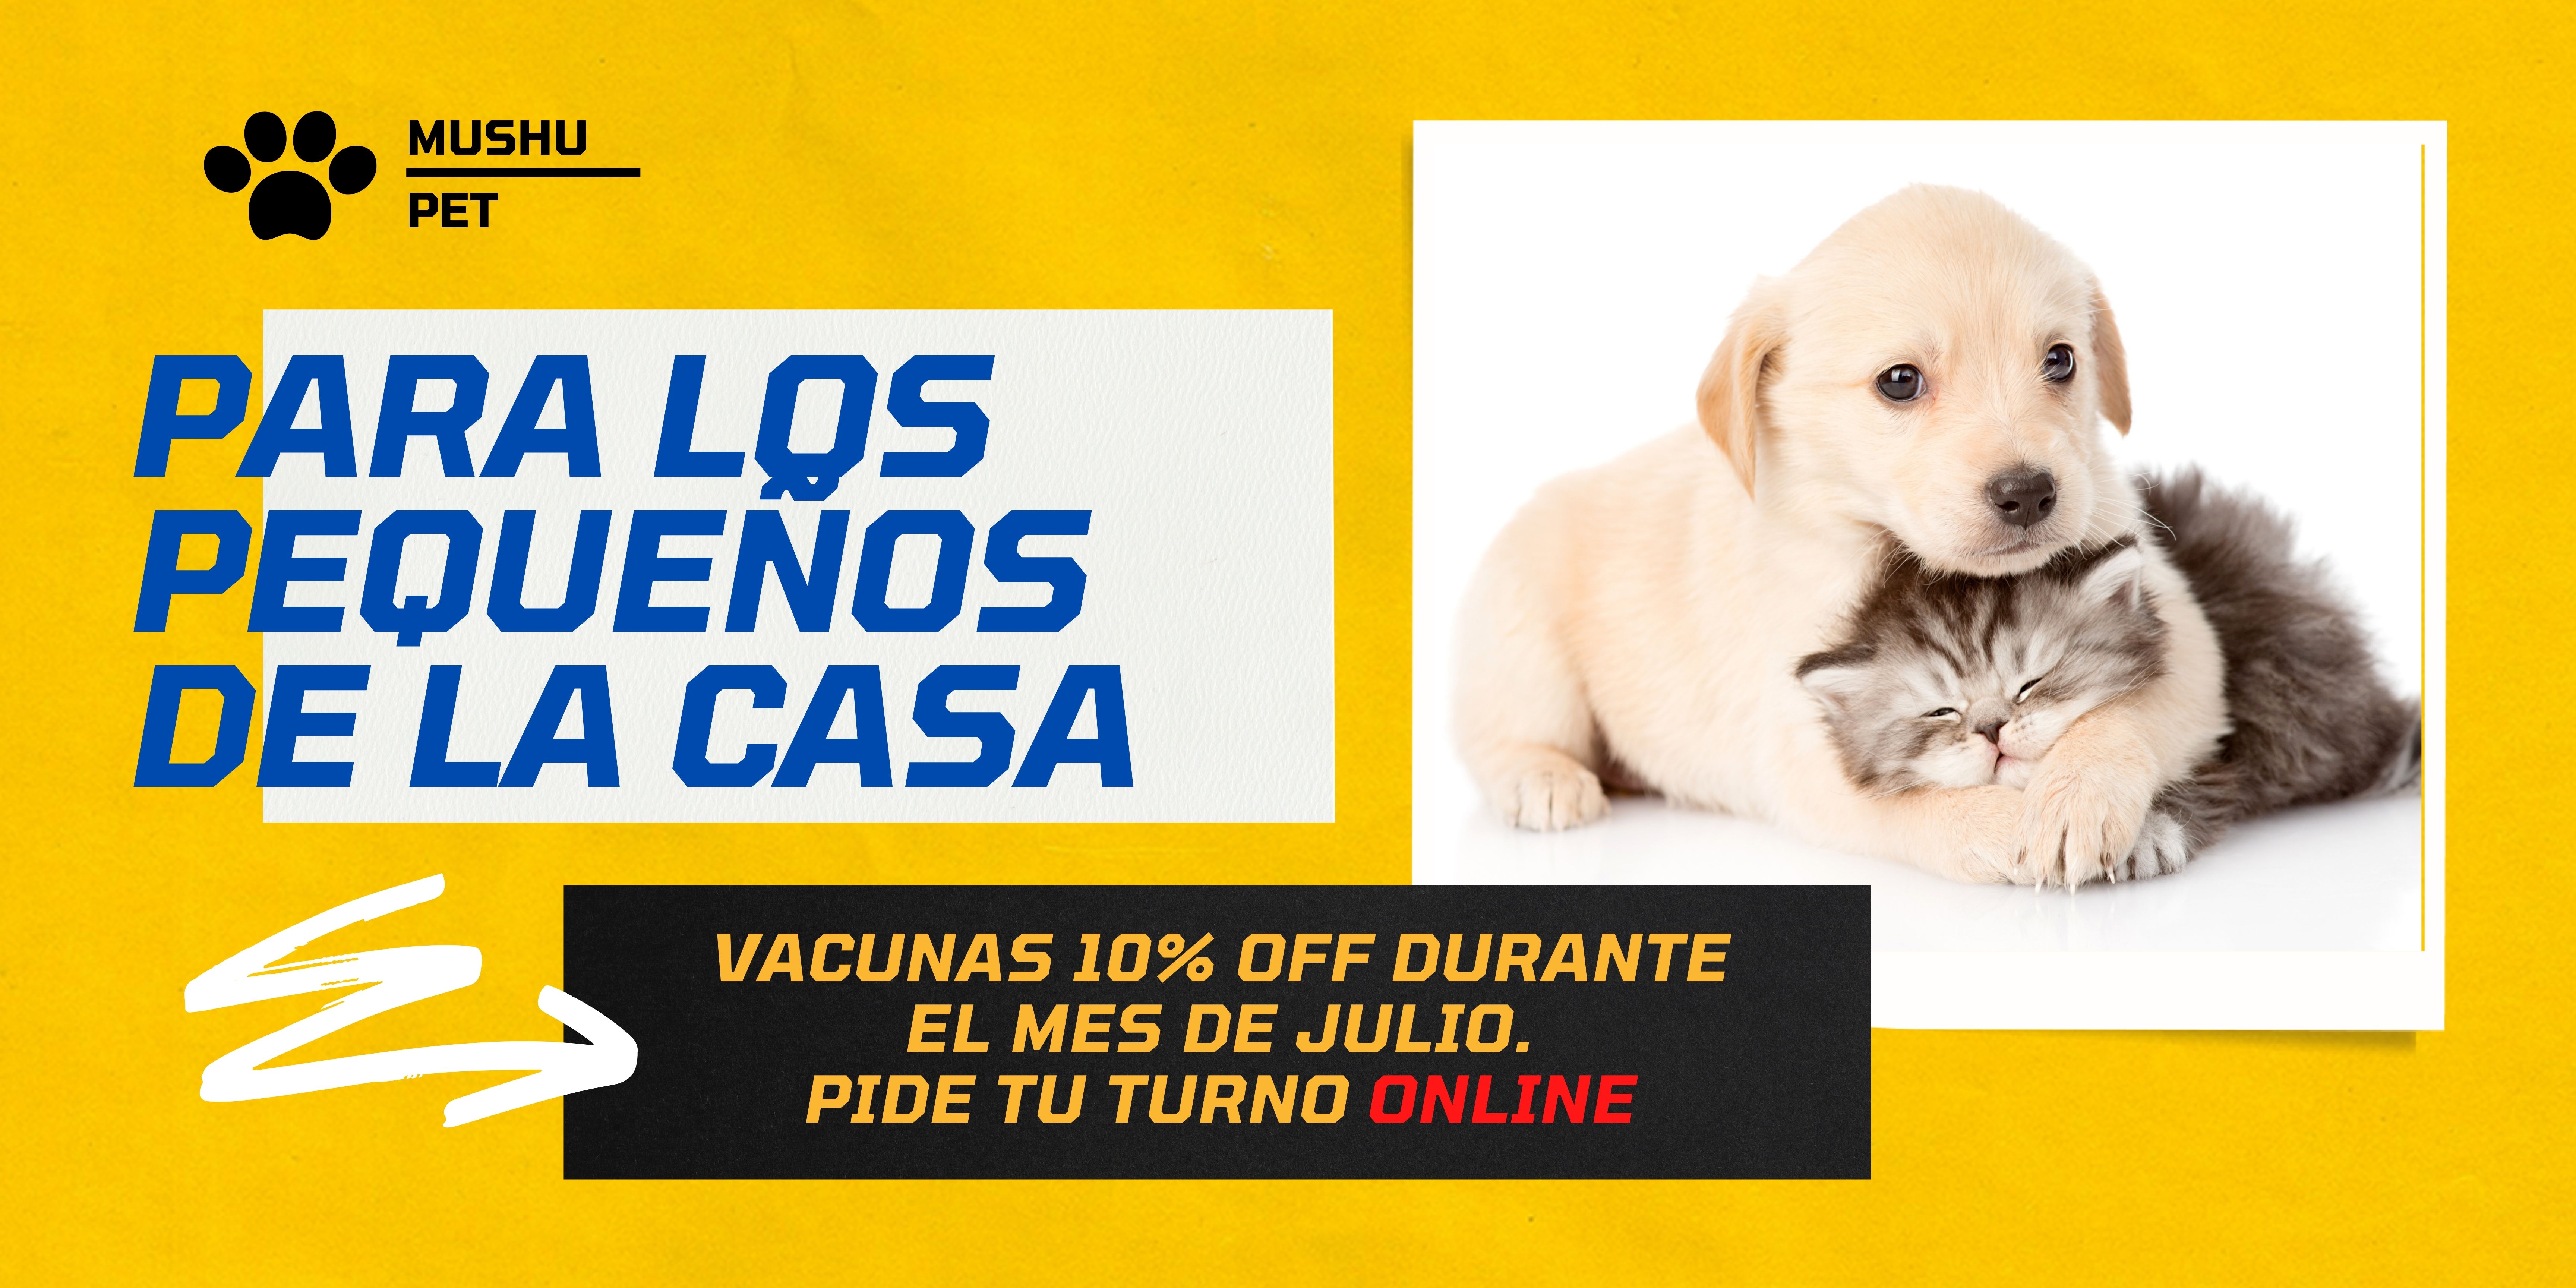 MUSHU
PET
PARA LOS
PEQUEÑOS
DE LA CASA
VACUNAS 10% OFF DURANTE
EL MES DE JULIO.
PIDE TU TURNO ONLINE